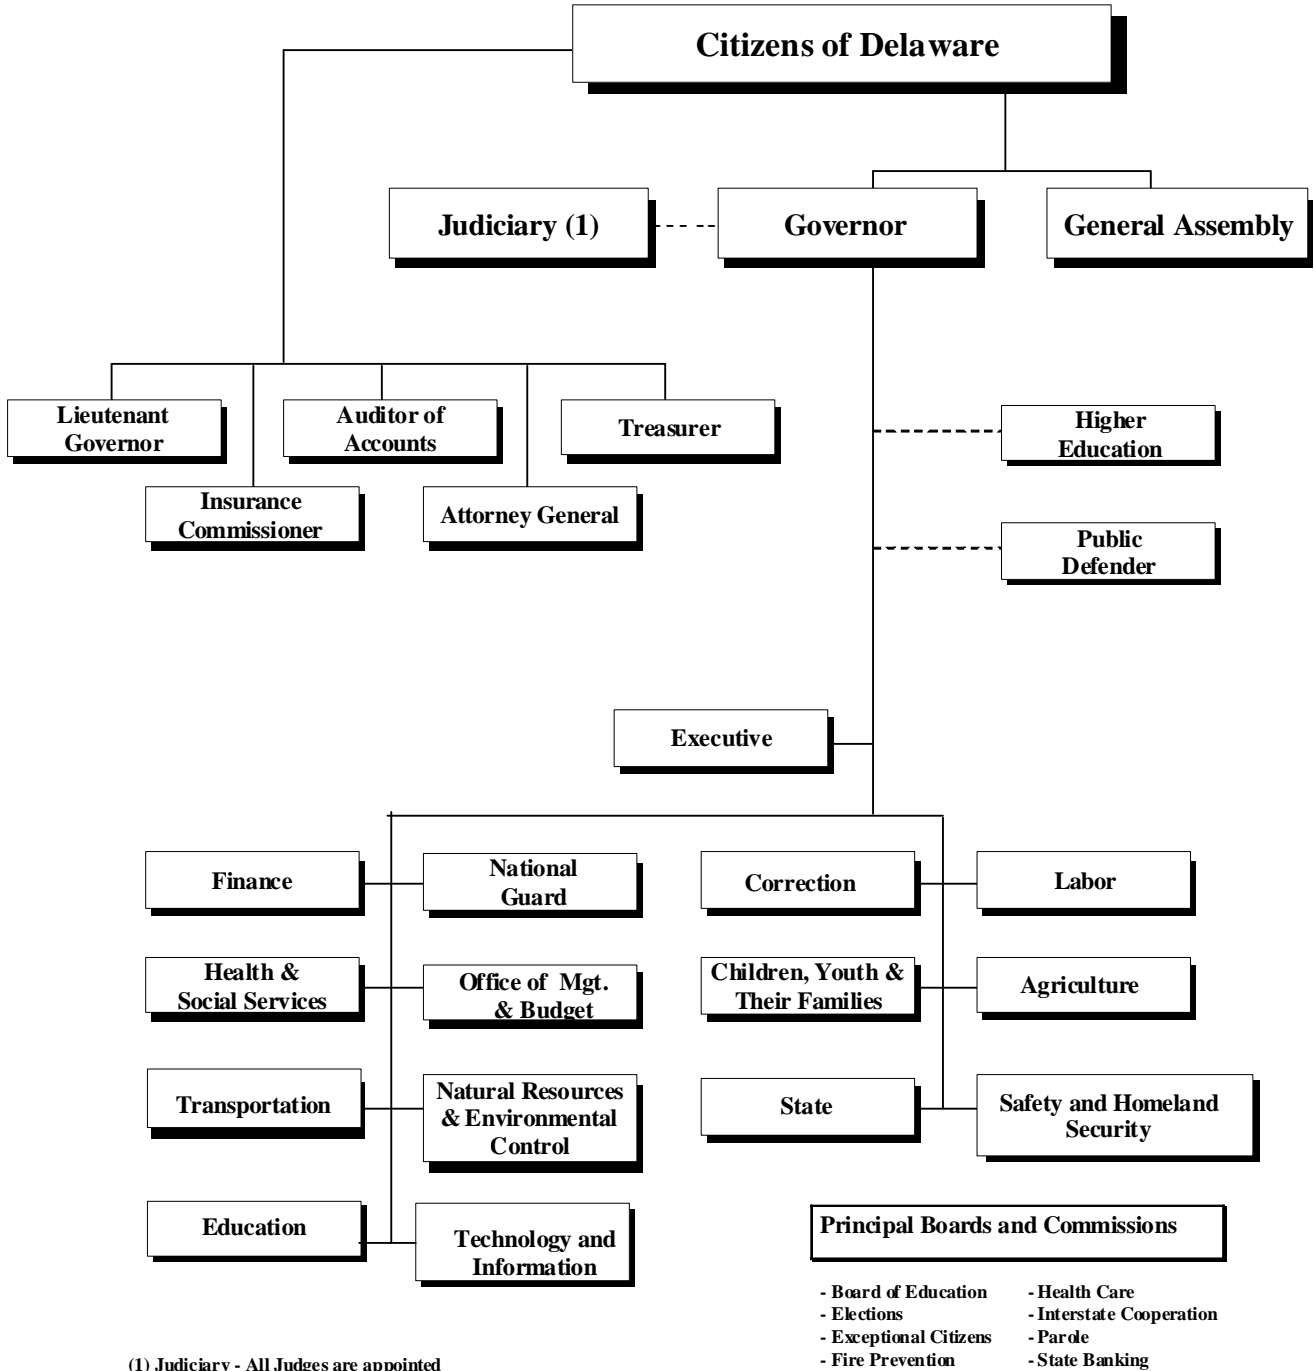 Citizens of Delaware
Judiciary (1)
Governor
General Assembly
Lieutenant
Governor
Auditor of
Accounts
Treasurer
Insurance
Commissioner
Attorney General
Higher
Education
Public
Defender
Executive
Finance
National
Guard
Correction
Labor
Health &
Social Services
Office of Mgt.
& Budget
Children, Youth &
Their Families
Agriculture
Transportation
Natural Resources
& Environmental
Control
State
Safety and Homeland
Security
Education
Technology and
Information
Principal Boards and Commissions
- Board of Education
- Elections
- Exceptional Citizens
- Fire Prevention
- Health Care
- Interstate Cooperation
- Parole
- State Banking
(1) Judiciary - All Judges are appointed